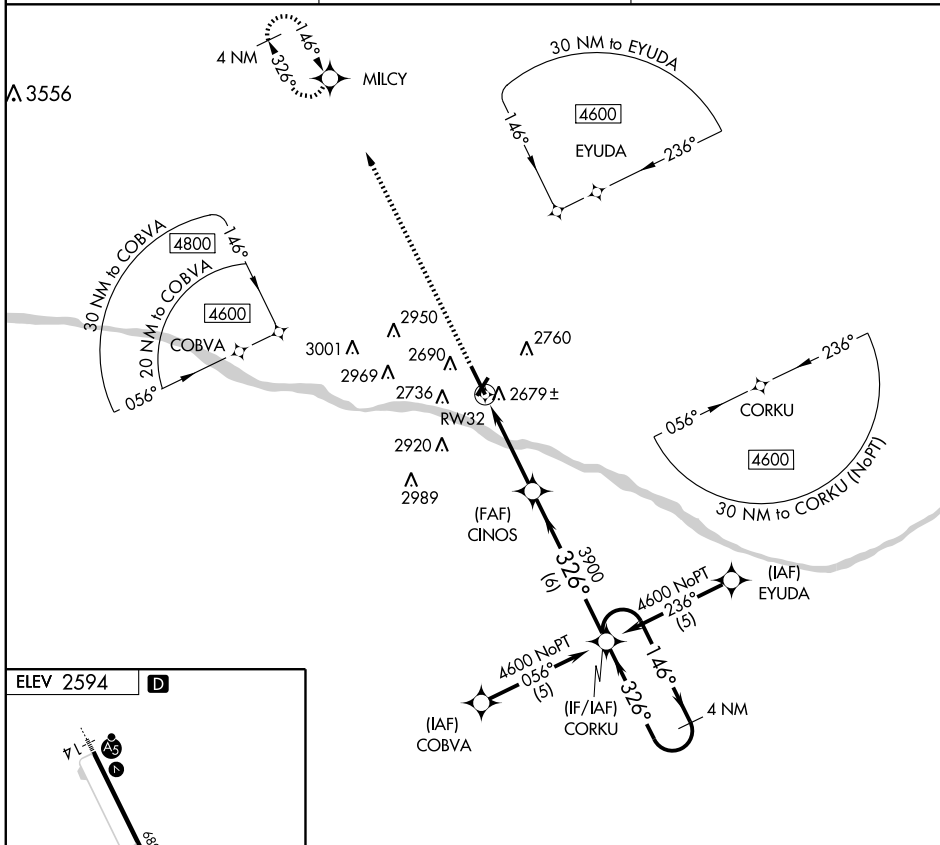 146°
4 NM
326°
MILCY
3556
30 NM to EYUDA
4600
146°
EYUDA
236°
30 NM to COBVA
4800
146°
20 NM to COBVA
4600
COBVA
056°
2950
3001
2690
2760
2969
2736
2679±
RW32
2920
2989
236°
056°
CORKU
4600
30 NM to CORKU (NoPT)
(FAF)
CINOS
3900
326°
(6)
4600 NoPT
236°
(5)
(IAF)
EYUDA
4600 NoPT
056°
(5)
146°
326°
4 NM
(IF/IAF)
CORKU
(IAF)
COBVA
ELEV 2594
D
14
A5